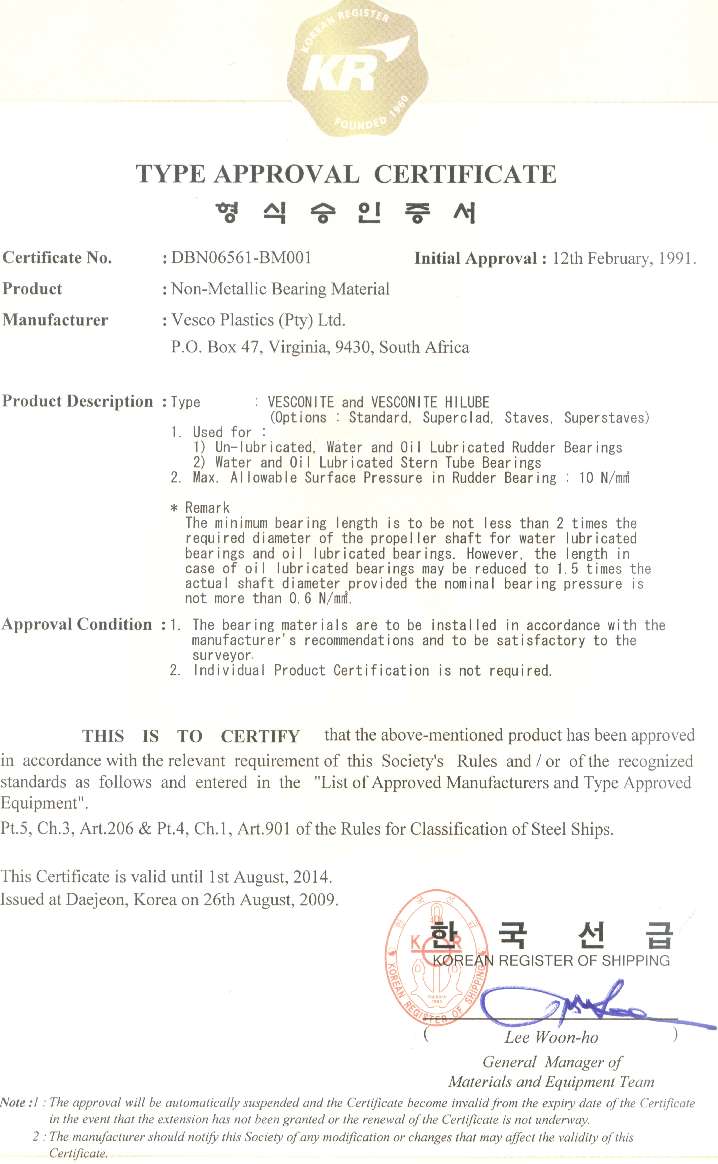 KOREAN REGISTER
KR
FOUNDED 1960
TYPE APPROVAL CERTIFICATE
형식승인증서
Certificate No. : DBN06561-BM001 Initial Approval : 12th February, 1991.
Product : Non-Metallic Bearing Material
Manufacturer : Vesco Plastics (Pty) Ltd.
P.O. Box 47, Virginia, 9430, South Africa
Product Description : Type : VESCONITE and VESCONITE HILUBE
(Options : Standard, Superclad, Staves, Superstaves)
1. Used for :
1) Un-lubricated, Water and Oil Lubricated Rudder Bearings
2) Water and Oil Lubricated Stern Tube Bearings
2. Max. Allowable Surface Pressure in Rudder Bearing : 10 N/㎟
* Remark
The minimum bearing length is to be not less than 2 times the
required diameter of the propeller shaft for water lubricated
bearings and oil lubricated bearings. However, the length in
case of oil lubricated bearings may be reduced to 1.5 times the
actual shaft diameter provided the nominal bearing pressure is
not more than 0.6 N/㎟.
Approval Condition : 1. The bearing materials are to be installed in accordance with the
manufacturer's recommendations and to be satisfactory to the
surveyor.
2. Individual Product Certification is not required.
THIS IS TO CERTIFY that the above-mentioned product has been approved
in accordance with the relevant requirement of this Society's Rules and / or of the recognized
standards as follows and entered in the "List of Approved Manufacturers and Type Approved
Equipment".
Pt.5, Ch.3, Art.206 & Pt.4, Ch.1, Art.901 of the Rules for Classification of Steel Ships.
This Certificate is valid until 1st August, 2014.
Issued at Daejeon, Korea on 26th August, 2009.
한국선급
KOREAN REGISTER OF SHIPPING
K R
KOREAN REGISTER OF SHIPPING
( Lee Woon-ho )
General Manager of
Materials and Equipment Team
Note :1 : The approval will be automatically suspended and the Certificate become invalid from the expiry date of the Certificate
in the event that the extension has not been granted or the renewal of the Certificate is not underway.
2 : The manufacturer should notify this Society of any modification or changes that may affect the validity of this
Certificate.